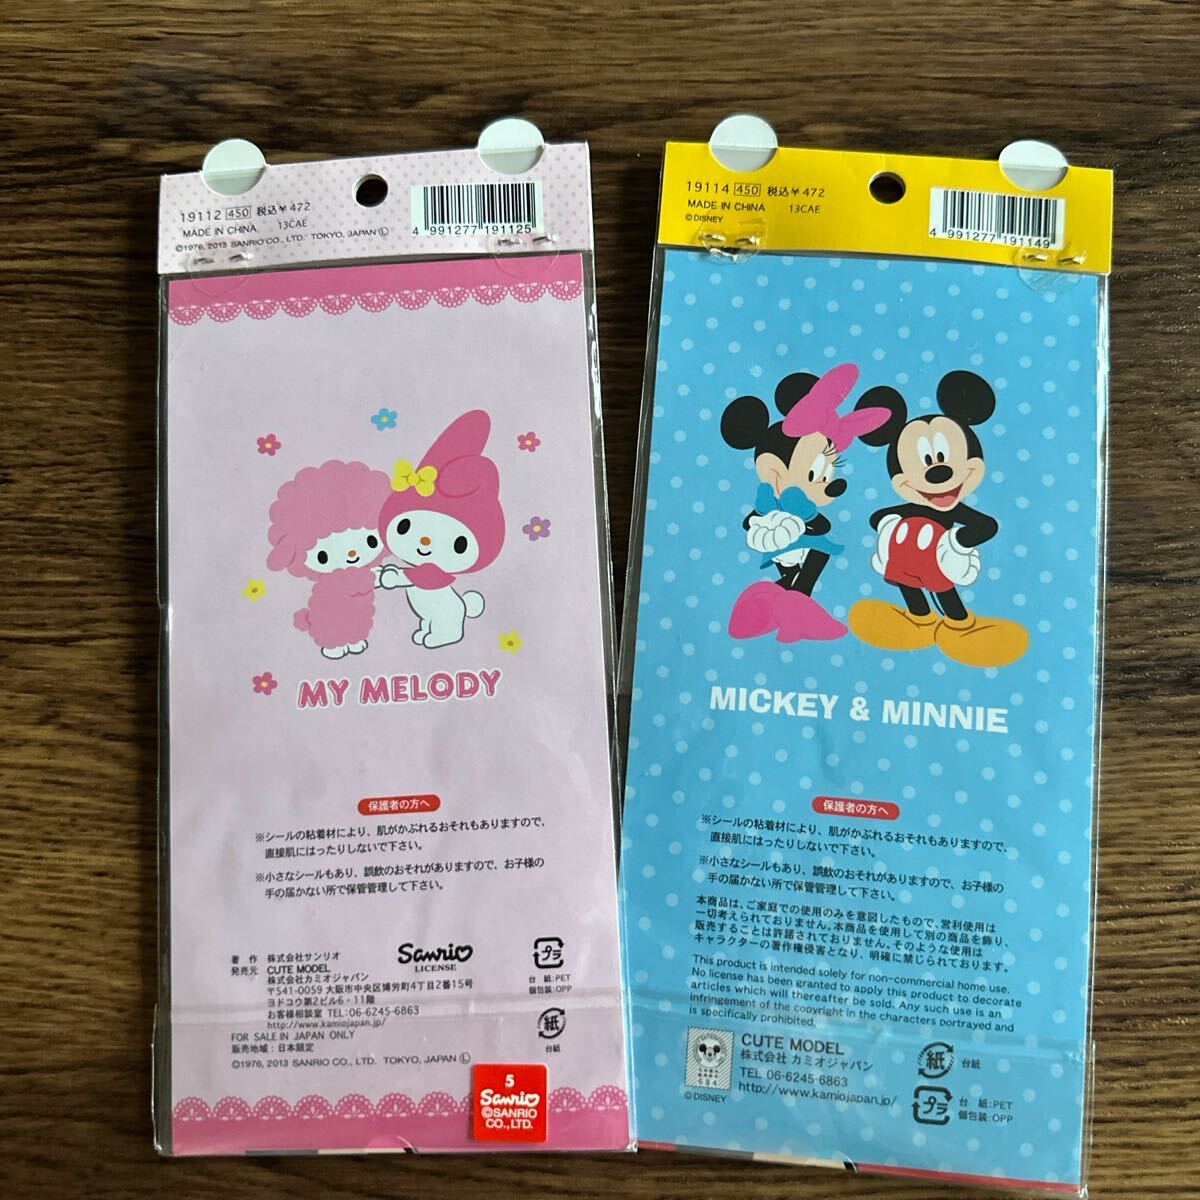 19112 450 税込¥472
MADE IN CHINA 13CAE
©1976, 2013 SANRIO CO., LTD. TOKYO, JAPAN Ⓛ
4 991277 191125
MY MELODY
保護者の方へ
※シールの粘着材により、肌がかぶれるおそれもありますので、
直接肌にはったりしないで下さい。
※小さなシールもあり、誤飲のおそれがありますので、お子様の
手の届かない所で保管管理して下さい。
著作 株式会社サンリオ
発売元 CUTE MODEL
株式会社カミオジャパン
〒541-0059 大阪市中央区博労町4丁目2番15号
ヨドコウ第2ビル6・11階
お客様相談室 TEL:06-6245-6863
http://www.kamiojapan.jp/
FOR SALE IN JAPAN ONLY
販売地域:日本限定
©1976, 2013 SANRIO CO., LTD. TOKYO, JAPAN Ⓛ
Sanrio
LICENSE
プラ
台紙:PET
個包装:OPP
紙
台紙
5
Sanrio
©SANRIO
CO., LTD.
19114 450 税込¥472
MADE IN CHINA 13CAE
©DISNEY
4 991277 191149
MICKEY & MINNIE
保護者の方へ
※シールの粘着材により、肌がかぶれるおそれもありますので、
直接肌にはったりしないで下さい。
※小さなシールもあり、誤飲のおそれがありますので、お子様の
手の届かない所で保管管理して下さい。
本商品は、ご家庭での使用のみを意図したもので、営利使用は
一切考えられておりません。本商品を使用して別の商品を飾り、
販売することは許諾されておりません。そのような使用は
キャラクターの著作権侵害となり、明確に禁じられております。
This product is intended solely for non-commercial home use.
No license has been granted to apply this product to decorate
articles which will thereafter be sold. Any such use is an
infringement of the copyright in the characters portrayed and
is specifically prohibited.
684
©DISNEY
CUTE MODEL
株式会社 カミオジャパン
TEL 06-6245-6863
http://www.kamiojapan.jp/
紙
台紙
プラ
台紙:PET
個包装:OPP